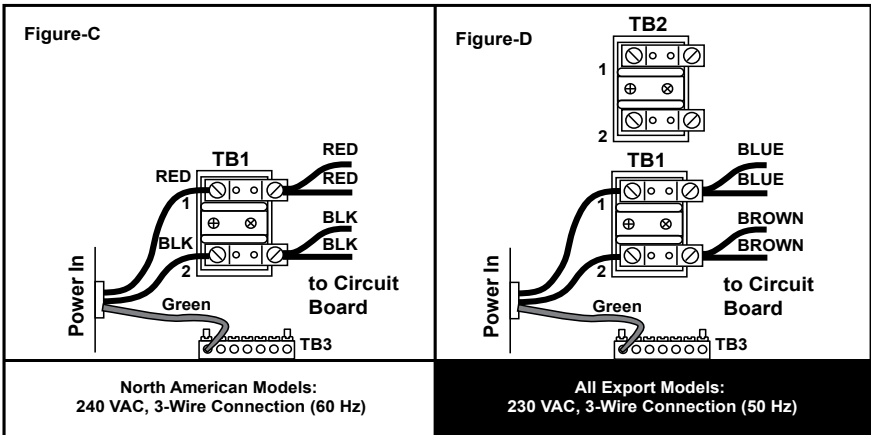 Figure-C
RED
RED
TB1
RED
1
BLK
BLK
BLK
2
to Circuit
Board
Power In
Green
TB3
North American Models:
240 VAC, 3-Wire Connection (60 Hz)
Figure-D
TB2
1
2
TB1
BLUE
BLUE
1
BROWN
BROWN
2
to Circuit
Board
Power In
Green
TB3
All Export Models:
230 VAC, 3-Wire Connection (50 Hz)